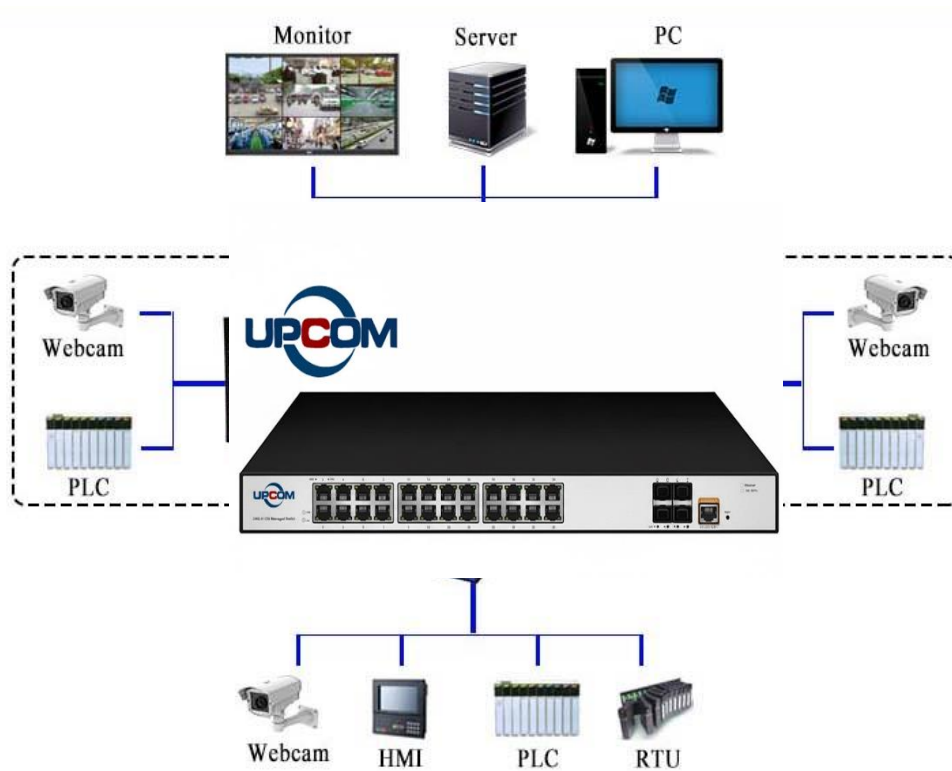 Monitor
Server
PC
UPCOM
Webcam
Webcam
PLC
PLC
UPCOM
Webcam
HMI
PLC
RTU